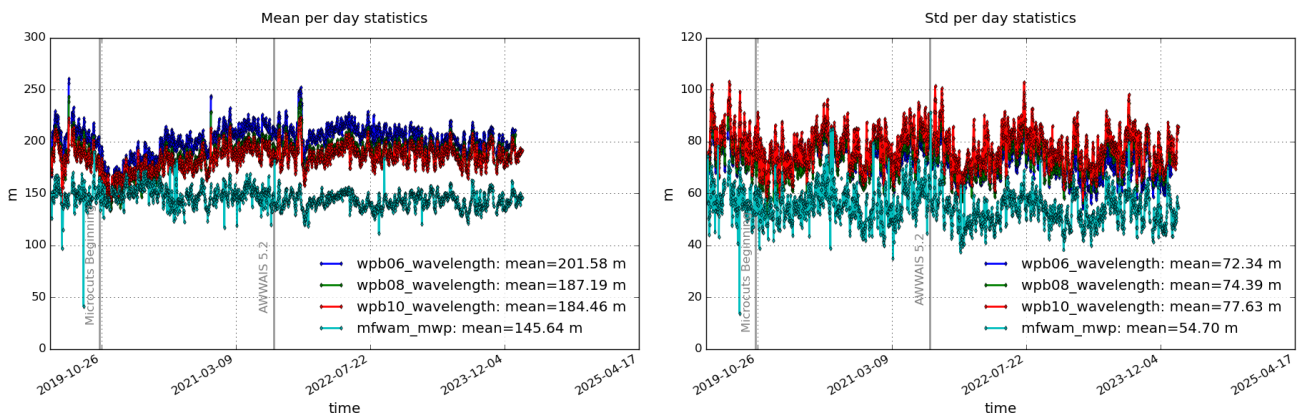 Mean per day statistics
300
250
200
150
100
50
0
m
Microcuts Beginning
AWWAIS 5.2
wpb06_wavelength: mean=201.58 m
wpb08_wavelength: mean=187.19 m
wpb10_wavelength: mean=184.46 m
mfwam_mwp: mean=145.64 m
2019-10-26
2021-03-09
2022-07-22
2023-12-04
2025-04-17
time
Std per day statistics
120
100
80
60
40
20
0
m
Microcuts Beginning
AWWAIS 5.2
wpb06_wavelength: mean=72.34 m
wpb08_wavelength: mean=74.39 m
wpb10_wavelength: mean=77.63 m
mfwam_mwp: mean=54.70 m
2019-10-26
2021-03-09
2022-07-22
2023-12-04
2025-04-17
time